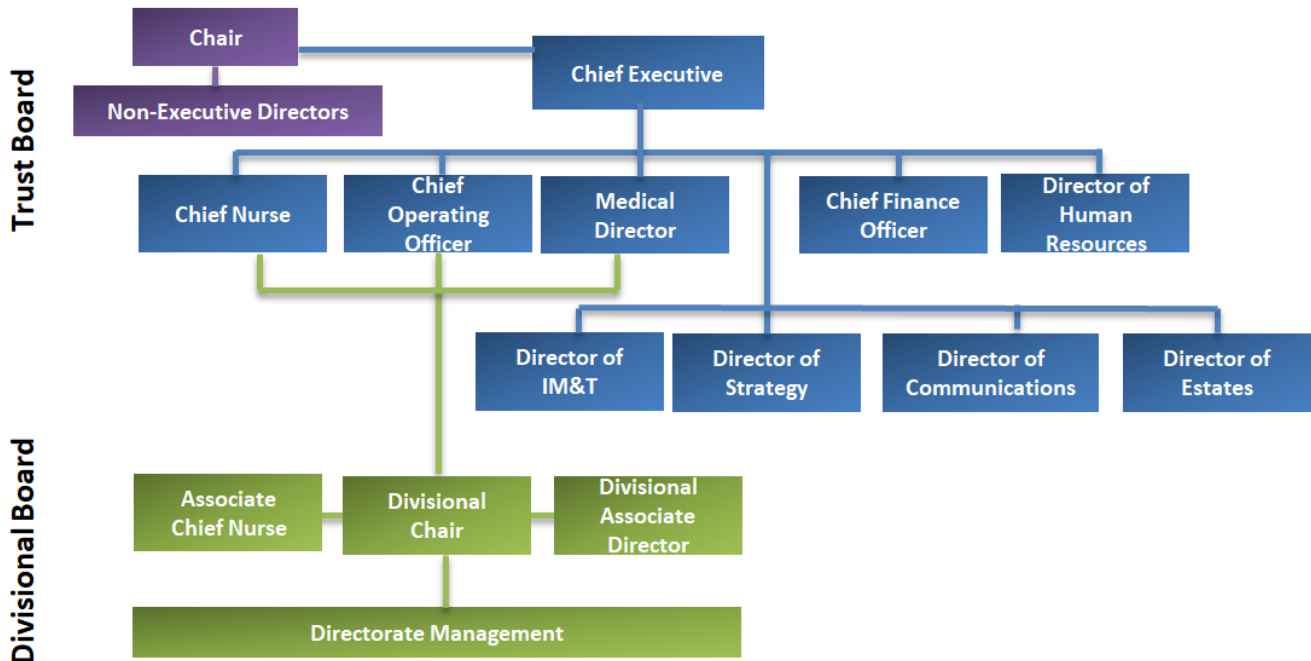 Trust Board
Chair
Non-Executive Directors
Chief Executive
Chief Nurse
Chief
Operating
Officer
Medical
Director
Chief Finance
Officer
Director of
Human
Resources
Director of
IM&T
Director of
Strategy
Director of
Communications
Director of
Estates
Divisional Board
Associate
Chief Nurse
Divisional
Chair
Divisional
Associate
Director
Directorate Management